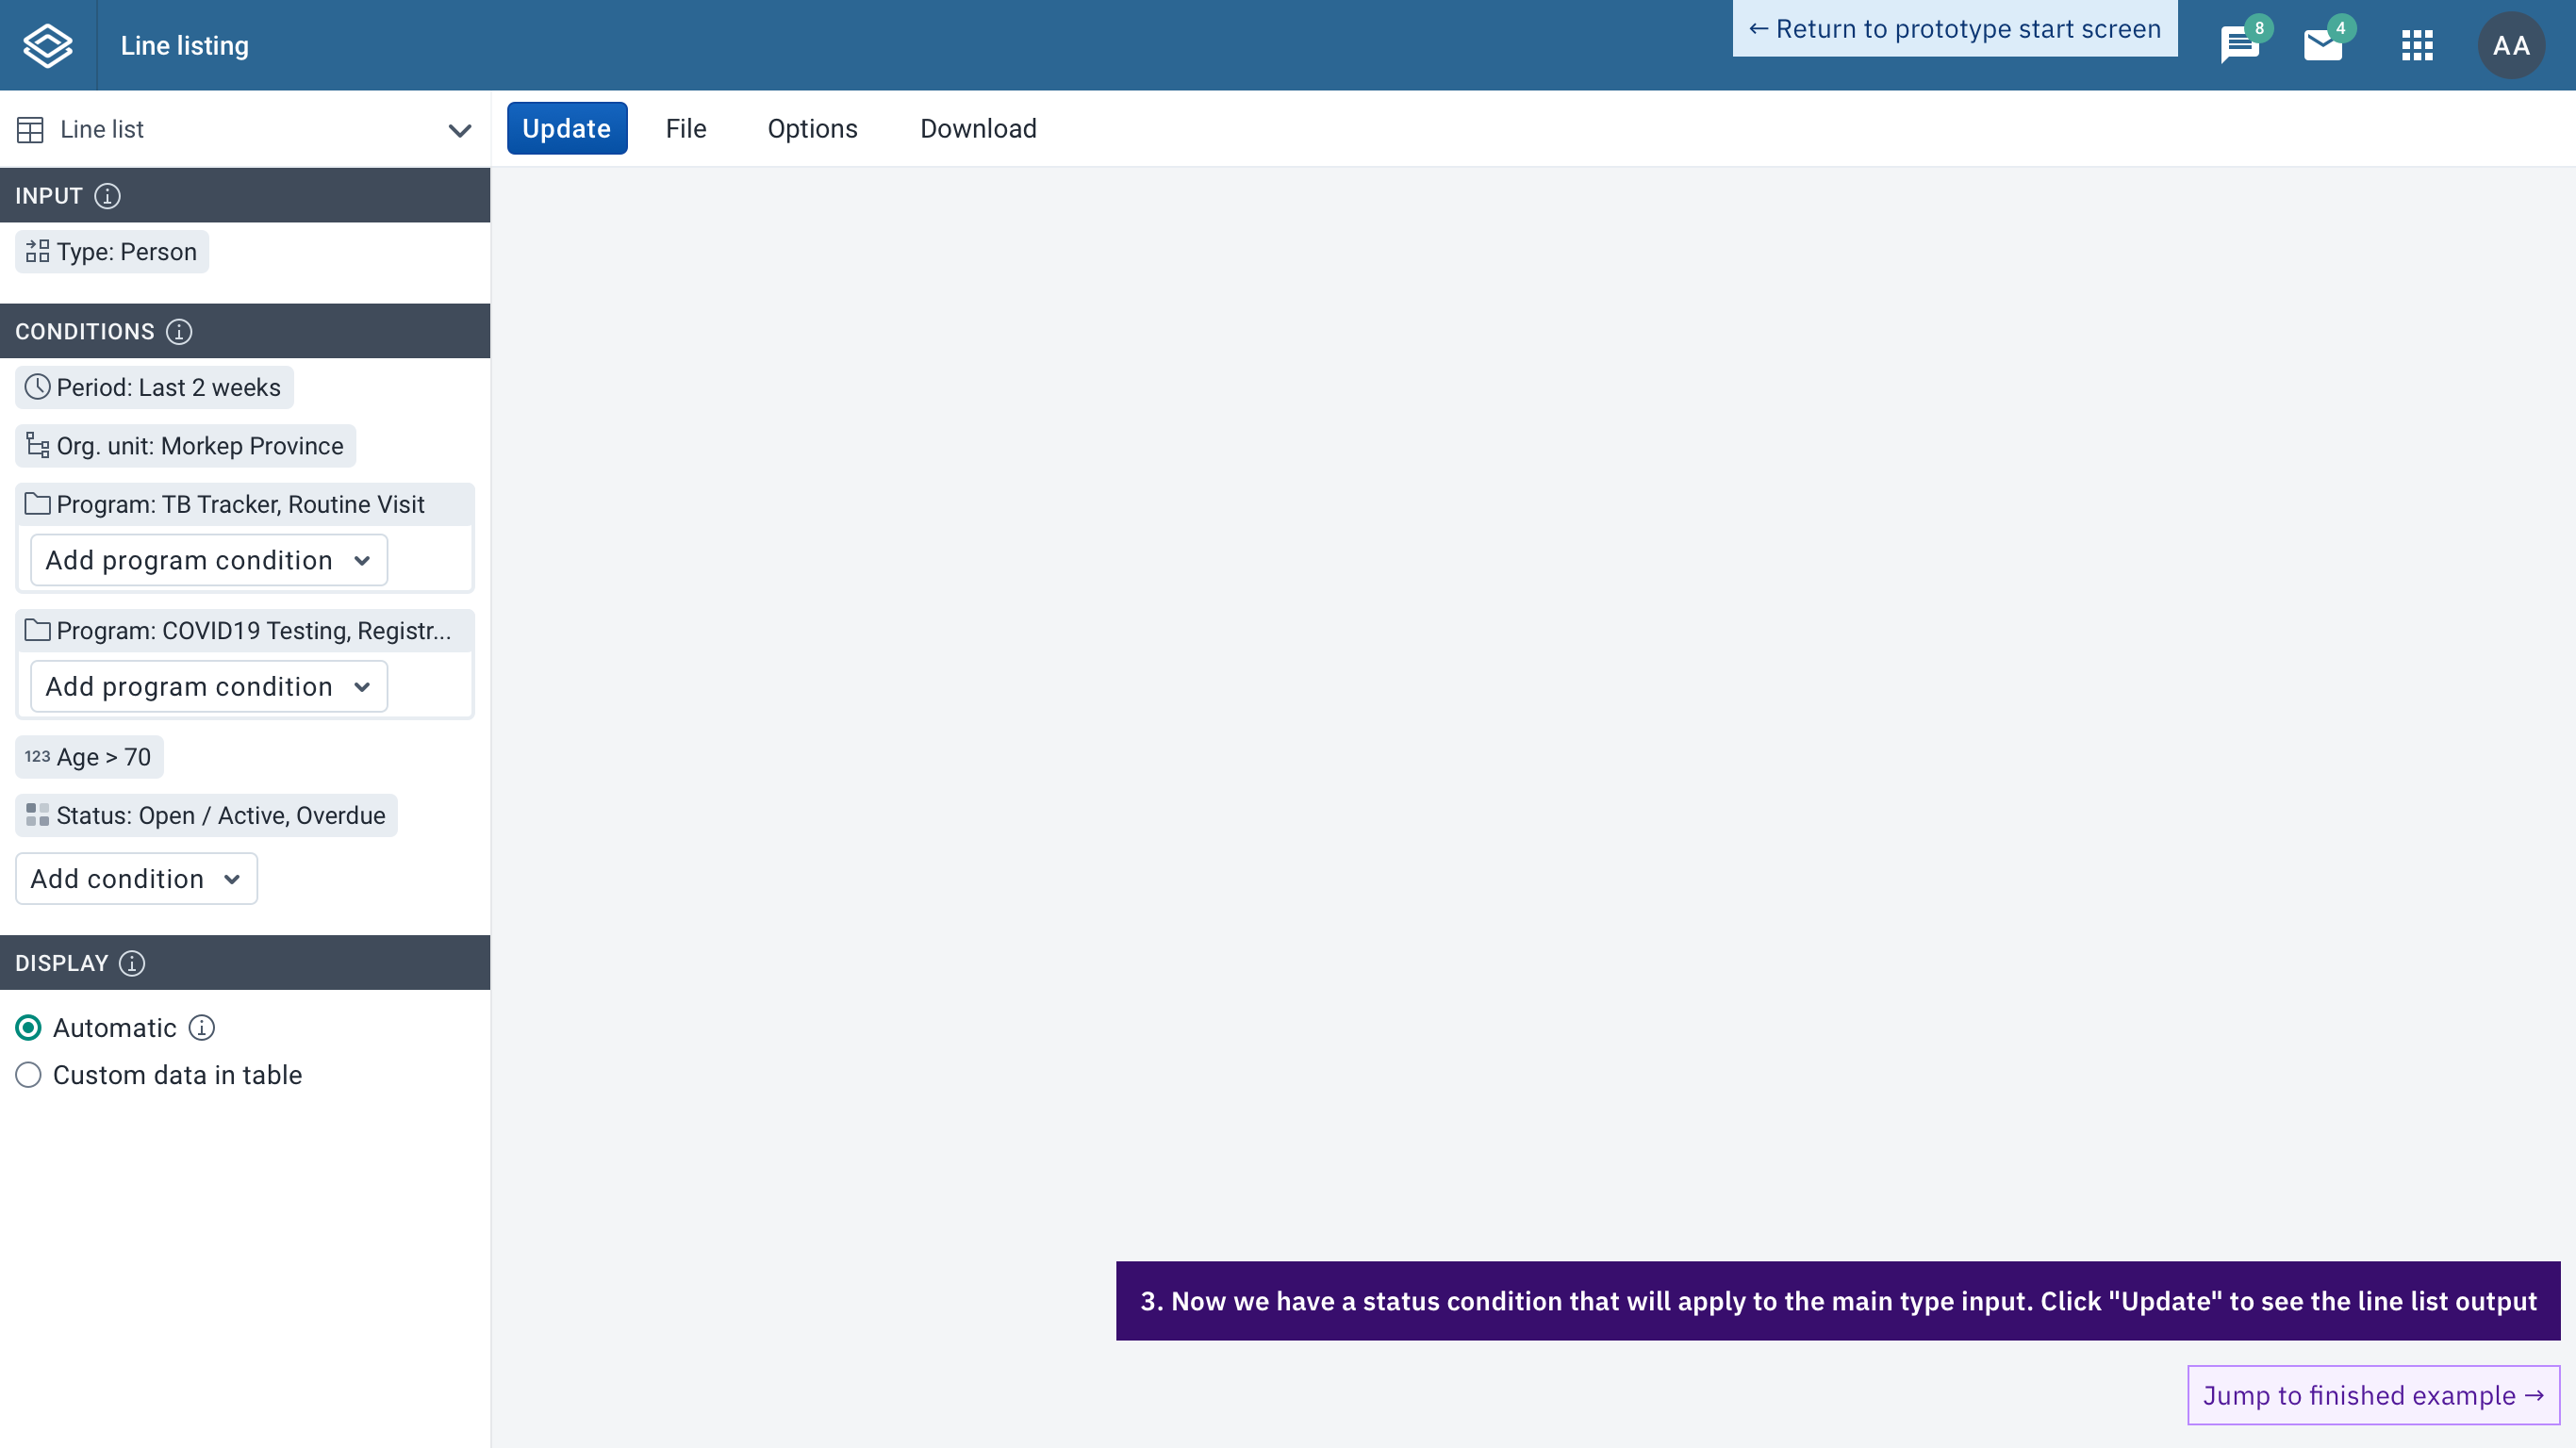 Line listing
← Return to prototype start screen
8
4
AA
Line list
Update
File
Options
Download
INPUT
Type: Person
CONDITIONS
Period: Last 2 weeks
Org. unit: Morkep Province
Program: TB Tracker, Routine Visit
Add program condition
Program: COVID19 Testing, Registr...
Add program condition
123 Age > 70
Status: Open / Active, Overdue
Add condition
DISPLAY
Automatic
Custom data in table
3. Now we have a status condition that will apply to the main type input. Click "Update" to see the line list output
Jump to finished example →